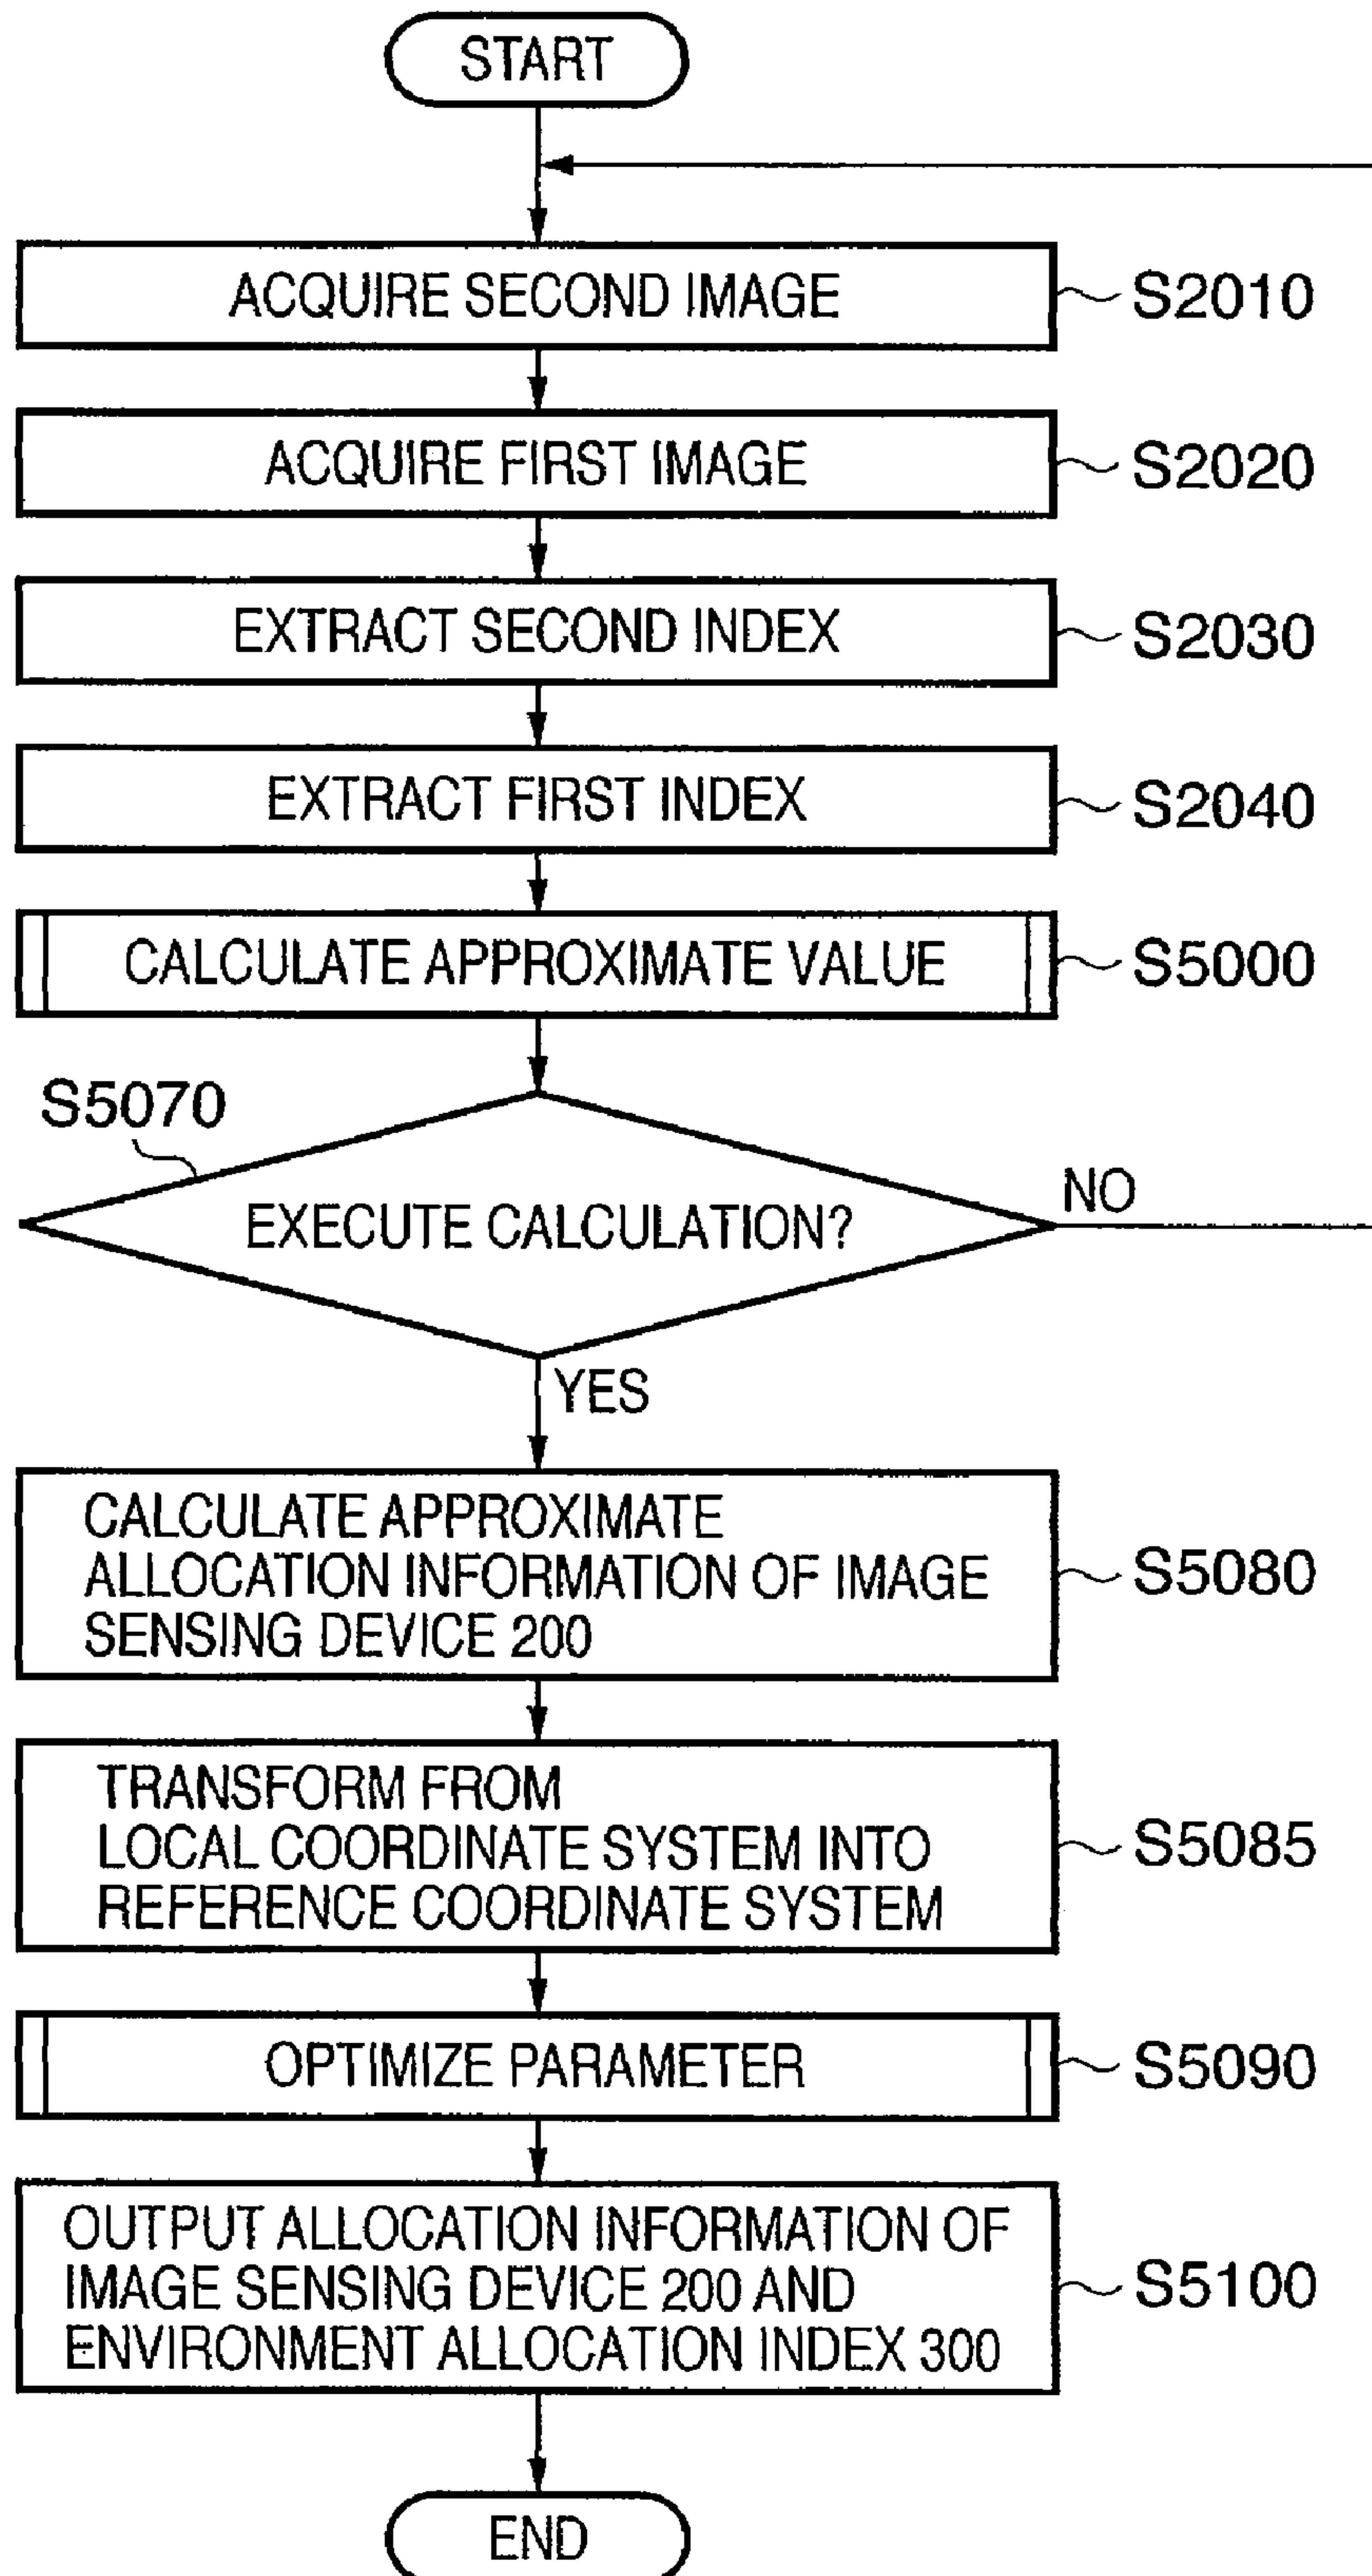 START
ACQUIRE SECOND IMAGE
S2010
ACQUIRE FIRST IMAGE
S2020
EXTRACT SECOND INDEX
S2030
EXTRACT FIRST INDEX
S2040
CALCULATE APPROXIMATE VALUE
S5000
S5070
EXECUTE CALCULATION?
NO
YES
CALCULATE APPROXIMATE
ALLOCATION INFORMATION OF IMAGE
SENSING DEVICE 200
S5080
TRANSFORM FROM
LOCAL COORDINATE SYSTEM INTO
REFERENCE COORDINATE SYSTEM
S5085
OPTIMIZE PARAMETER
S5090
OUTPUT ALLOCATION INFORMATION OF
IMAGE SENSING DEVICE 200 AND
ENVIRONMENT ALLOCATION INDEX 300
S5100
END